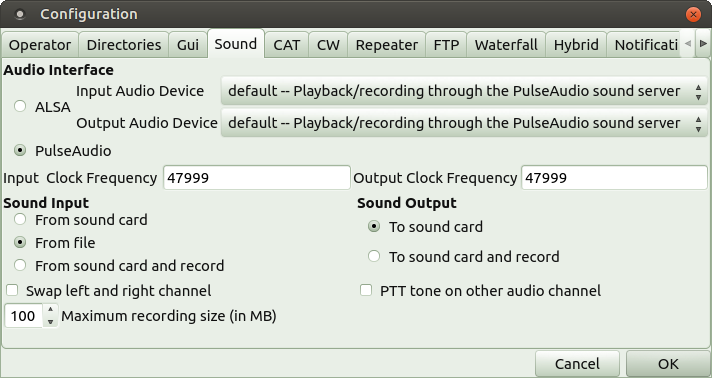 Configuration
Operator Directories Gui Sound CAT CW Repeater FTP Waterfall Hybrid Notificati
Audio Interface
Input Audio Device default -- Playback/recording through the PulseAudio sound server
ALSA
Output Audio Device default -- Playback/recording through the PulseAudio sound server
PulseAudio
Input Clock Frequency 47999 Output Clock Frequency 47999
Sound Input Sound Output
From sound card
To sound card
From file
To sound card and record
From sound card and record
Swap left and right channel PTT tone on other audio channel
100 Maximum recording size (in MB)
Cancel OK